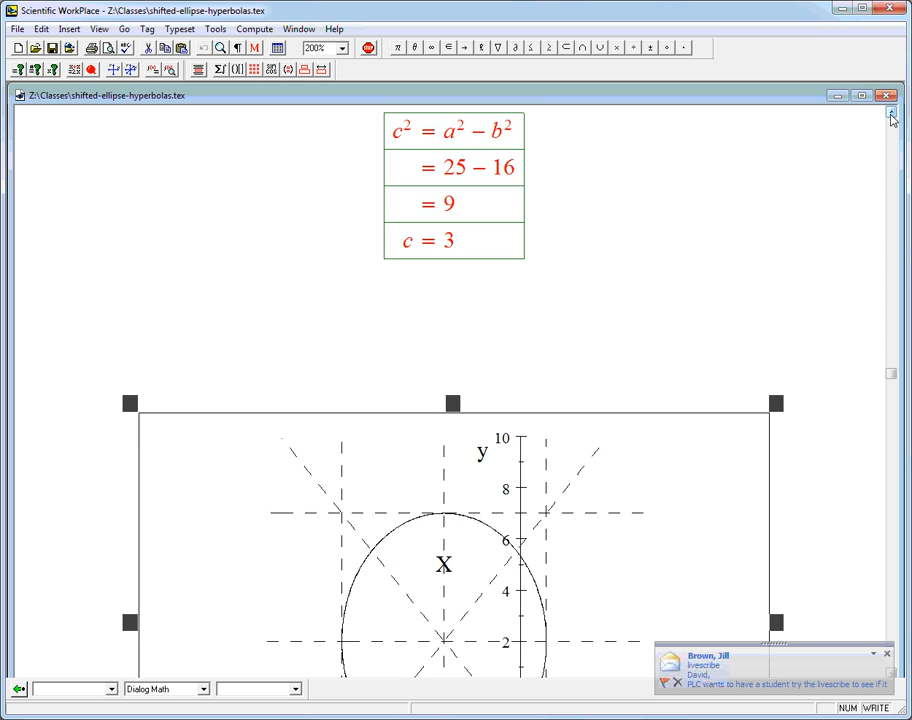 Scientific WorkPlace - Z:\Classes\shifted-ellipse-hyperbolas.tex
File Edit Insert View Go Tag Typeset Tools Compute Window Help
200%
π θ ∞ ∈ → ℓ ∇ ∂ ≤ ≥ ⊂ ∩ ∪ × ÷ ± ∘ ·
Z:\Classes\shifted-ellipse-hyperbolas.tex
c² = a² − b²
= 25 − 16
= 9
c = 3
y
10
8
6
X
4
2
Brown, Jill
livescribe
David,
PLC wants to have a student try the livescribe to see if it
Dialog Math
NUM WRITE